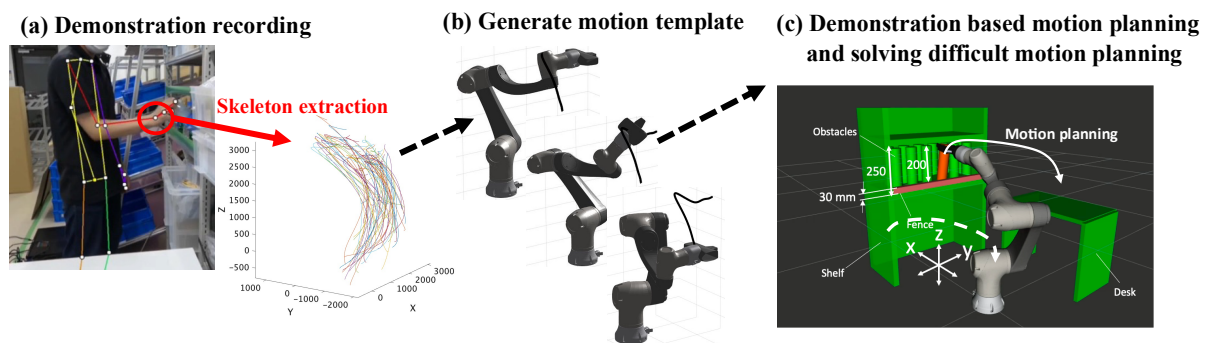 (a) Demonstration recording
Skeleton extraction
3000
2500
2000
1500
1000
500
0
-500
Z
1000
0
-1000
-2000
Y
0
1000
2000
3000
X
(b) Generate motion template
(c) Demonstration based motion planning
and solving difficult motion planning
Obstacles
Motion planning
250
200
30 mm
Fence
X
Z
y
Shelf
Desk